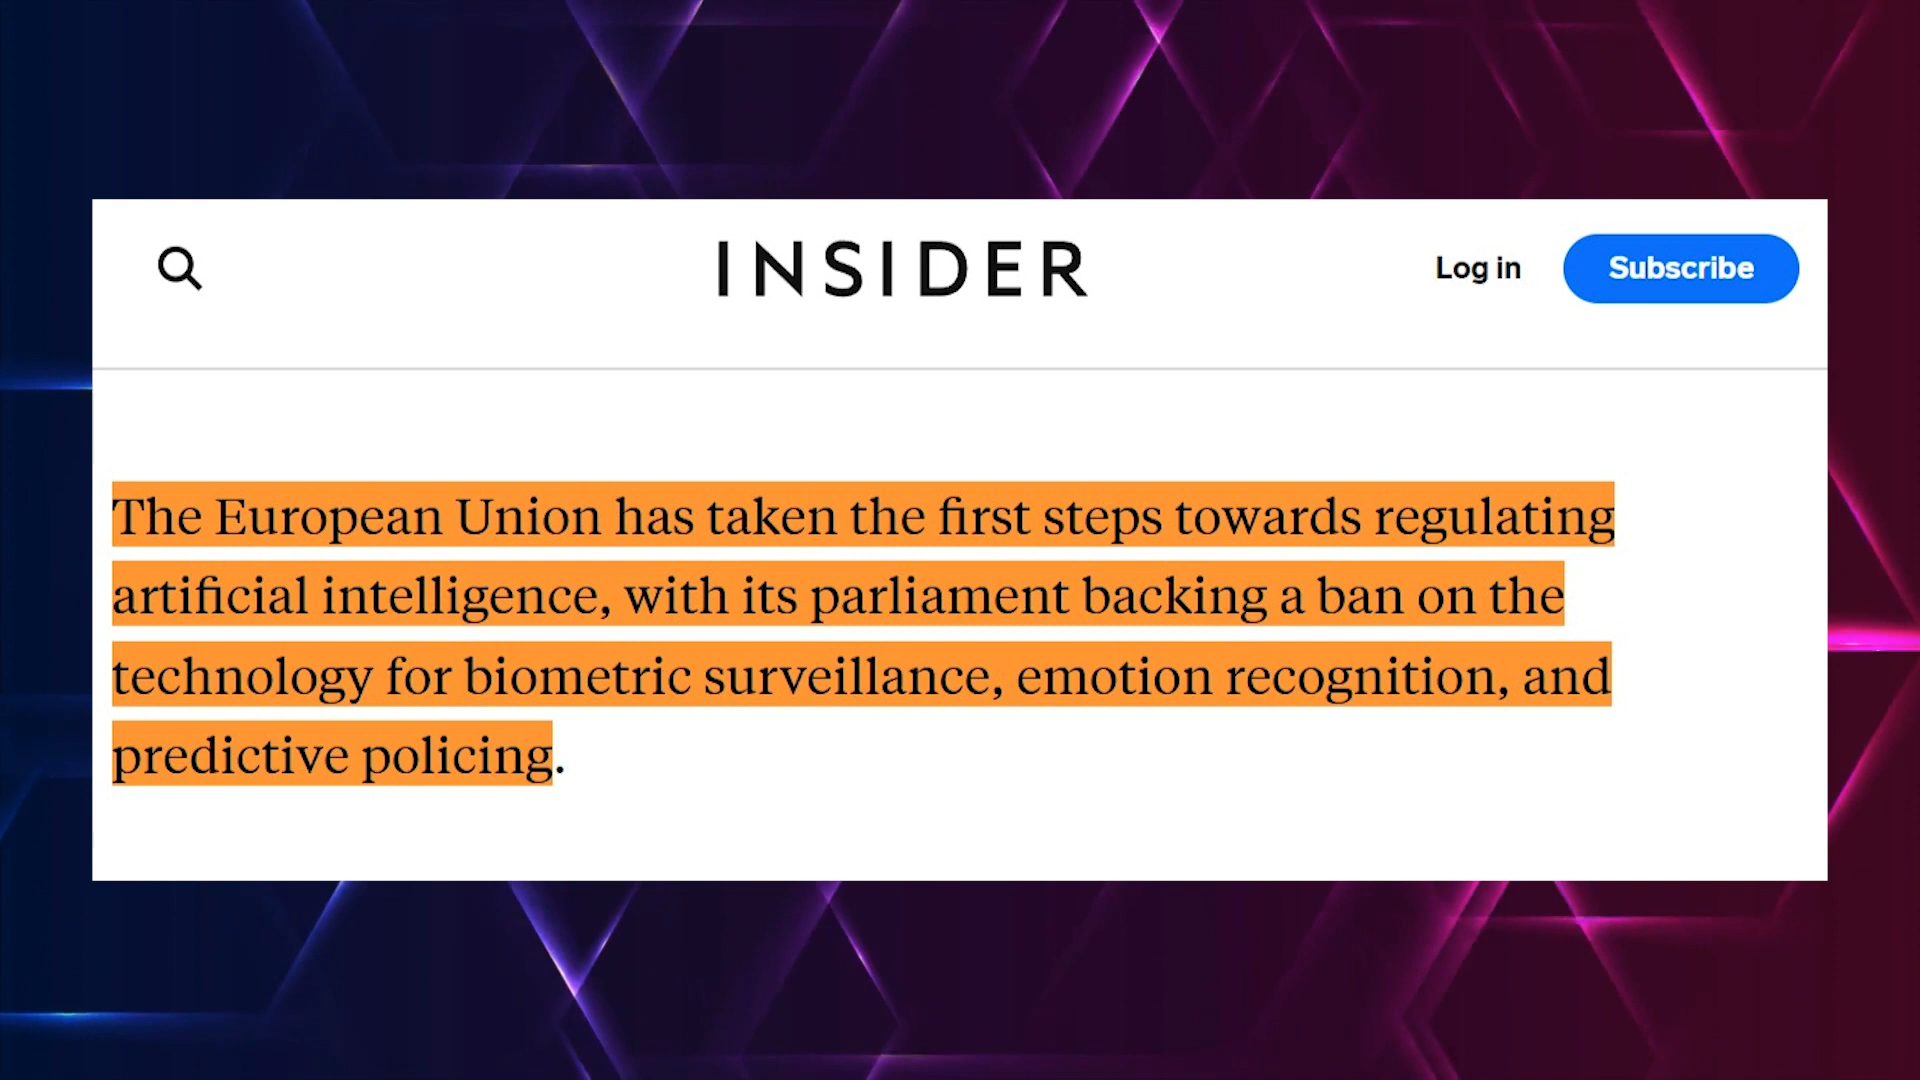 INSIDER
Log in
Subscribe
The European Union has taken the first steps towards regulating
artificial intelligence, with its parliament backing a ban on the
technology for biometric surveillance, emotion recognition, and
predictive policing.